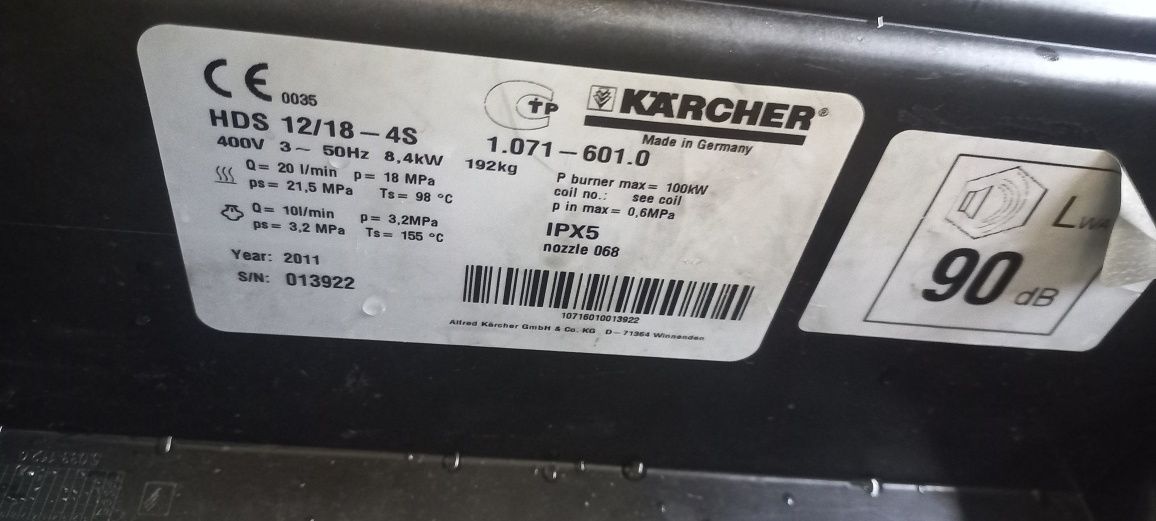 CE 0035
TP
KÄRCHER®
Made in Germany
HDS 12/18-4S 1.071-601.0
400V 3~ 50Hz 8,4kW 192kg
Q= 20 l/min p= 18 MPa
ps= 21,5 MPa Ts= 98 °C
Q= 10l/min p= 3,2MPa
ps= 3,2 MPa Ts= 155 °C
P burner max= 100kW
coil no.: see coil
p in max= 0,6MPa
IPX5
nozzle 068
Year: 2011
S/N: 013922
10716010013922
Alfred Kärcher GmbH & Co. KG D-71364 Winnenden
LWA
90 dB